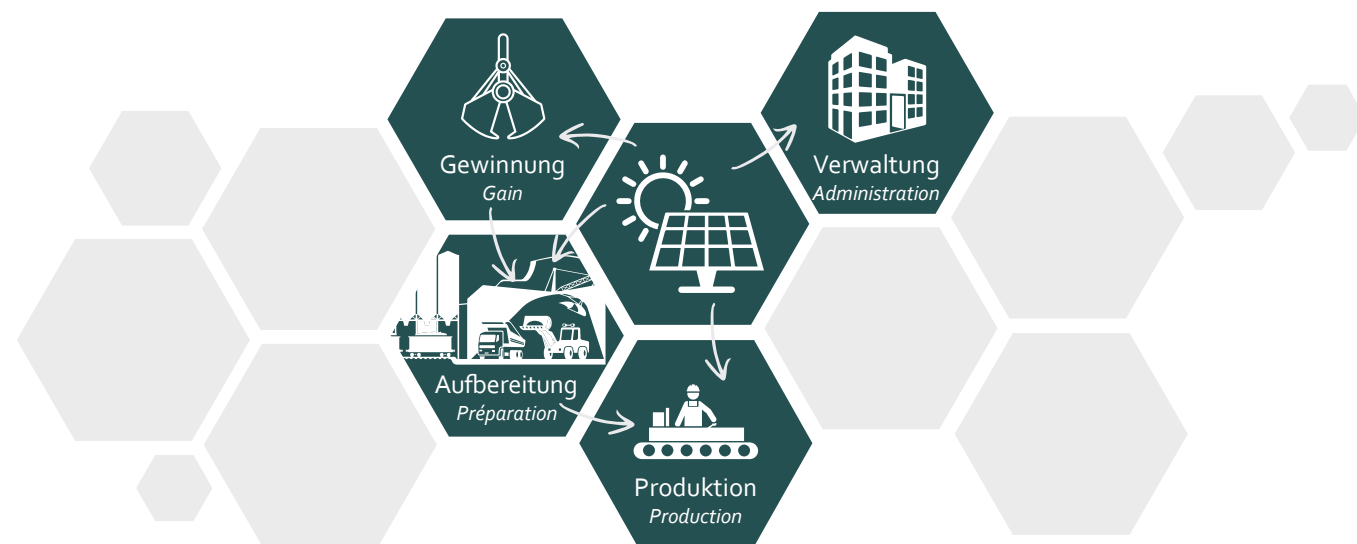 Gewinnung
Gain
Verwaltung
Administration
Aufbereitung
Préparation
Produktion
Production